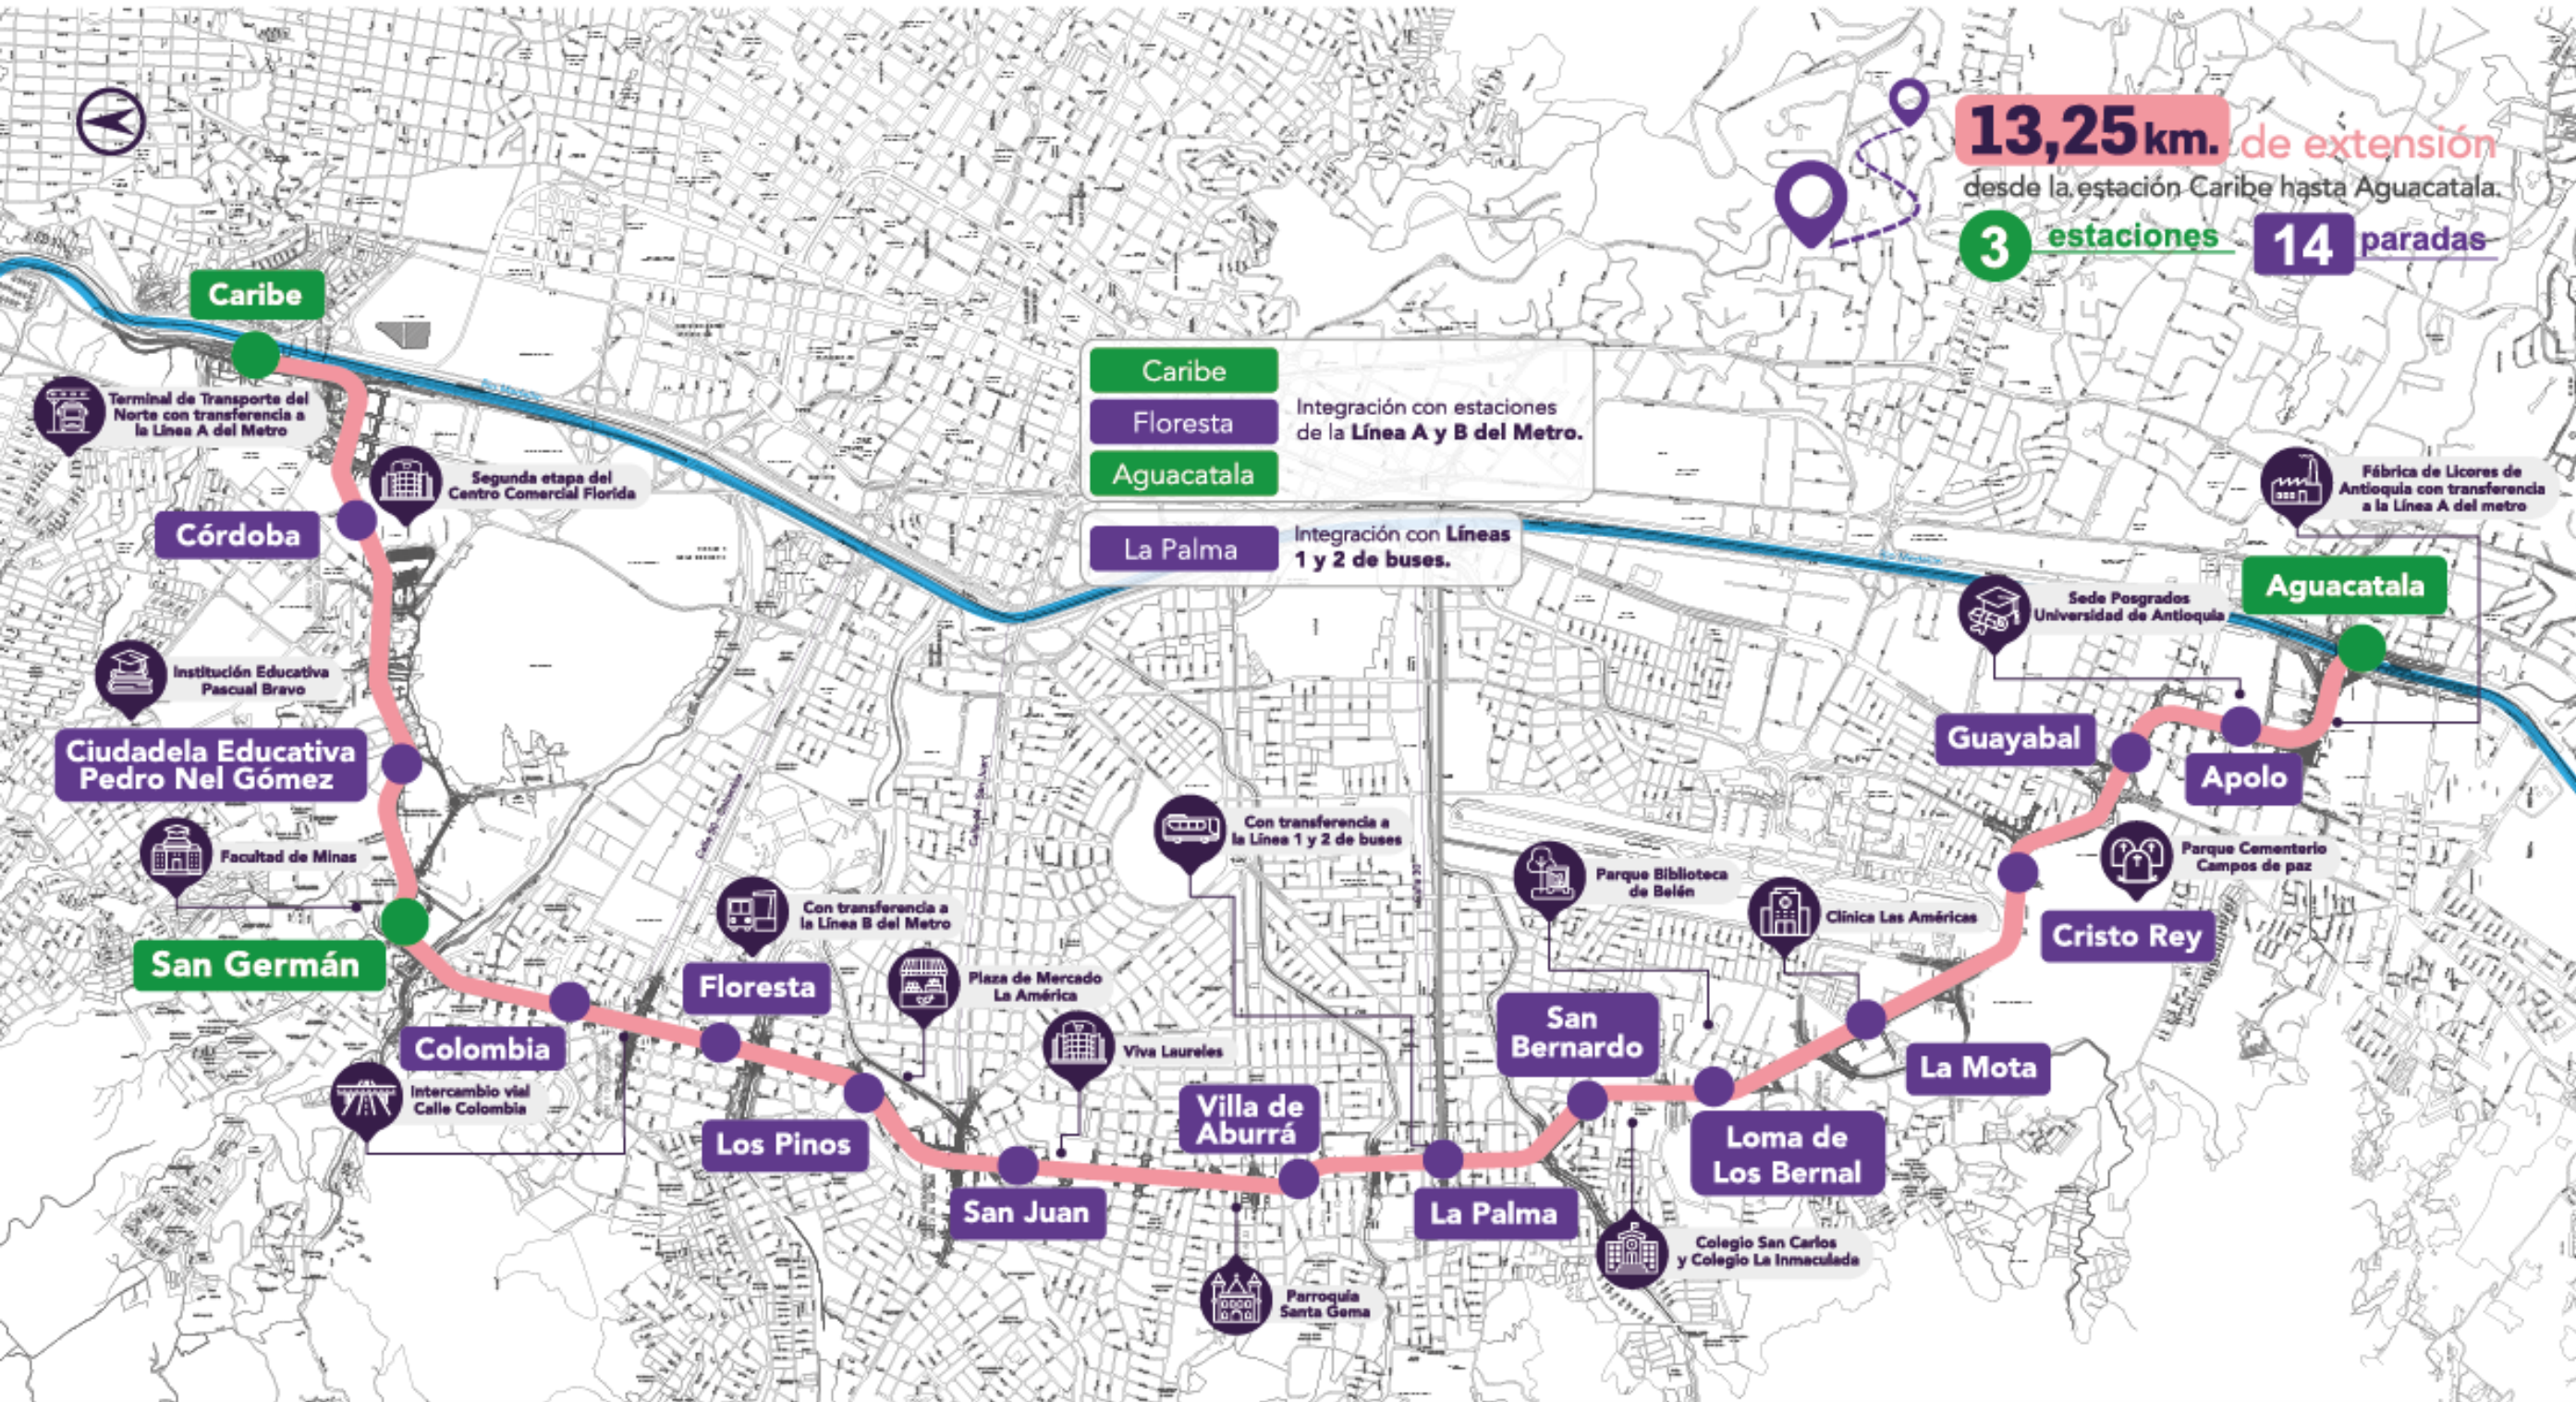 13,25 km. de extensión
desde la estación Caribe hasta Aguacatala.
3 estaciones 14 paradas
Caribe
Terminal de Transporte del
Norte con transferencia a
la Línea A del Metro
Río Medellín
Caribe
Floresta
Aguacatala
Integración con estaciones
de la Línea A y B del Metro.
La Palma
Integración con Líneas
1 y 2 de buses.
Segunda etapa del
Centro Comercial Florida
Córdoba
Fábrica de Licores de
Antioquia con transferencia
a la Línea A del metro
Río Medellín
Aguacatala
Sede Posgrados
Universidad de Antioquia
Institución Educativa
Pascual Bravo
Ciudadela Educativa
Pedro Nel Gómez
Guayabal
Apolo
Facultad de Minas
San Germán
Con transferencia a
la Línea 1 y 2 de buses
Parque Cementerio
Campos de paz
Cristo Rey
Parque Biblioteca
de Belén
Clínica Las Américas
Con transferencia a
la Línea B del Metro
Floresta
Plaza de Mercado
La América
Colombia
Intercambio vial
Calle Colombia
Viva Laureles
San
Bernardo
La Mota
Los Pinos
Villa de
Aburrá
Loma de
Los Bernal
San Juan
La Palma
Colegio San Carlos
y Colegio La Inmaculada
Parroquia
Santa Gema